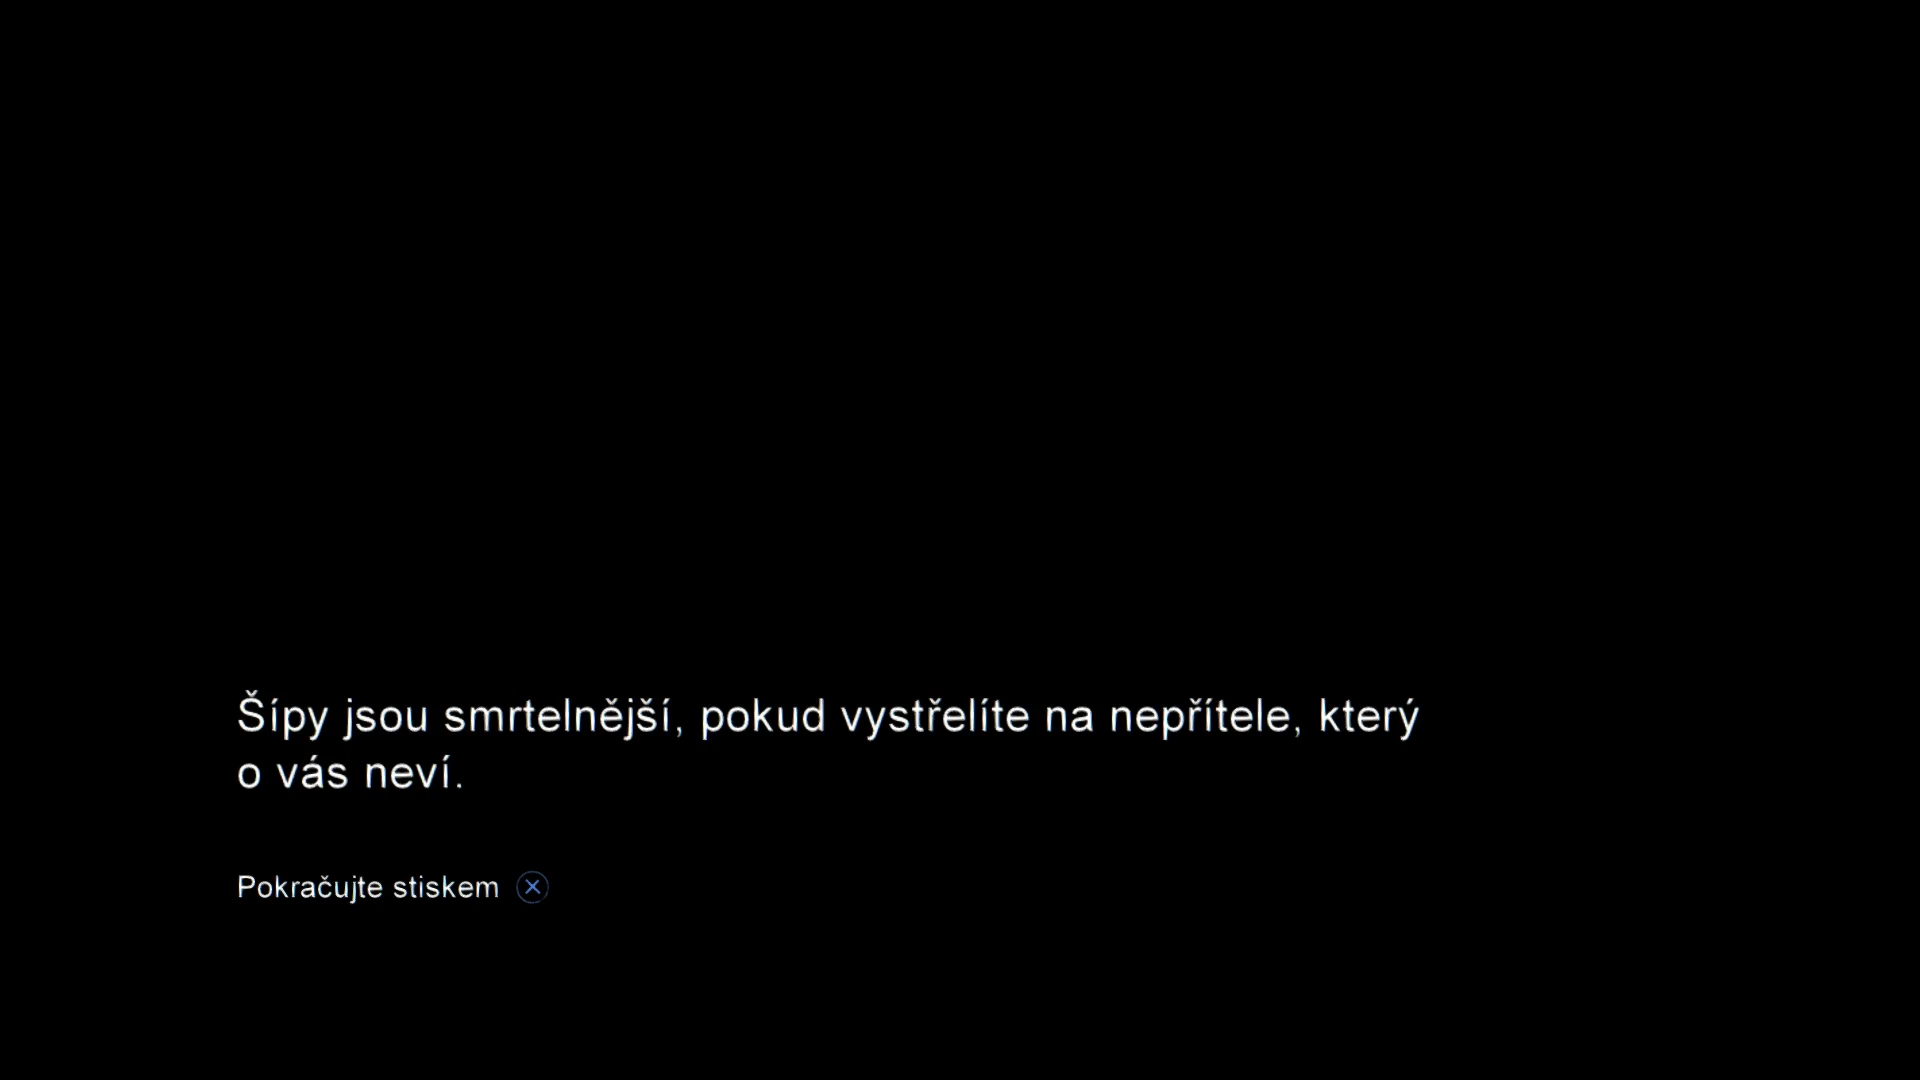 Šípy jsou smrtelnější, pokud vystřelíte na nepřítele, který
o vás neví.
Pokračujte stiskem